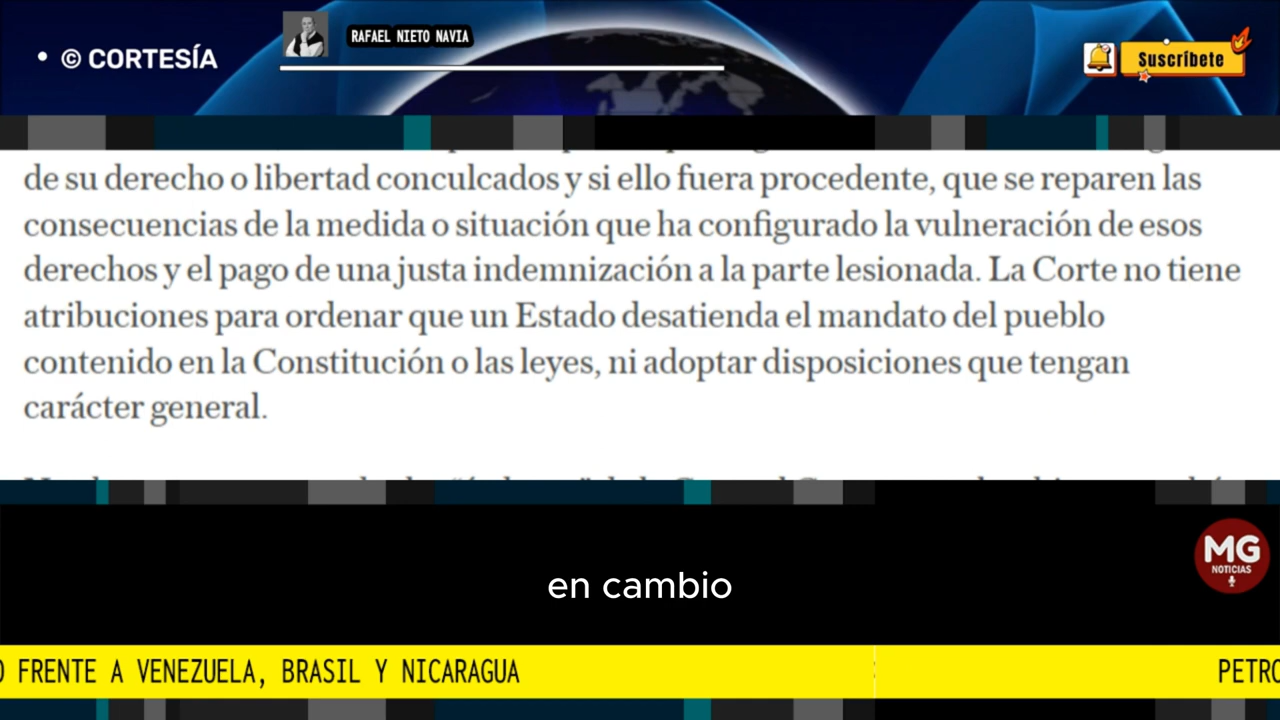 © CORTESÍA
RAFAEL NIETO NAVIA
Suscríbete
de su derecho o libertad conculcados y si ello fuera procedente, que se reparen las
consecuencias de la medida o situación que ha configurado la vulneración de esos
derechos y el pago de una justa indemnización a la parte lesionada. La Corte no tiene
atribuciones para ordenar que un Estado desatienda el mandato del pueblo
contenido en la Constitución o las leyes, ni adoptar disposiciones que tengan
carácter general.
MG
NOTICIAS
en cambio
FRENTE A VENEZUELA, BRASIL Y NICARAGUA
PETRO